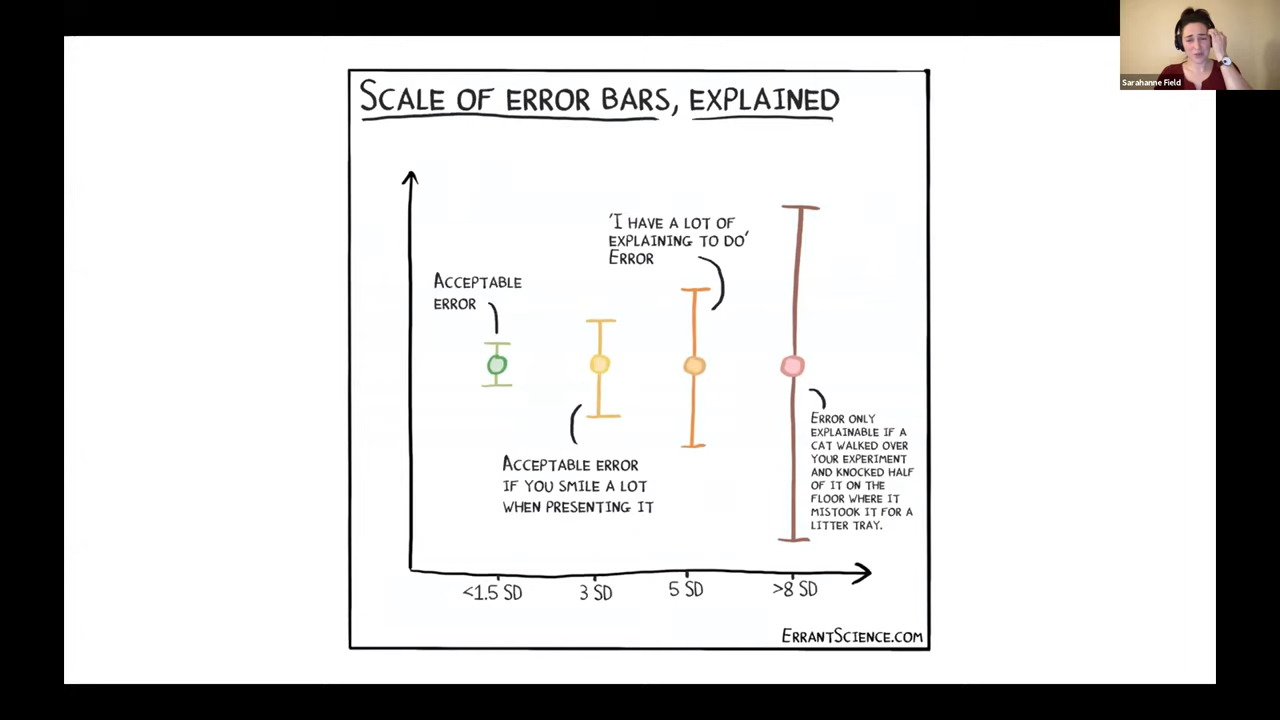 Sarahanne Field
SCALE OF ERROR BARS, EXPLAINED
'I HAVE A LOT OF
EXPLAINING TO DO'
ERROR
ACCEPTABLE
ERROR
ERROR ONLY
EXPLAINABLE IF A
CAT WALKED OVER
YOUR EXPERIMENT
AND KNOCKED HALF
OF IT ON THE
FLOOR WHERE IT
MISTOOK IT FOR A
LITTER TRAY.
ACCEPTABLE ERROR
IF YOU SMILE A LOT
WHEN PRESENTING IT
<1.5 SD
3 SD
5 SD
>8 SD
ERRANTSCIENCE.COM